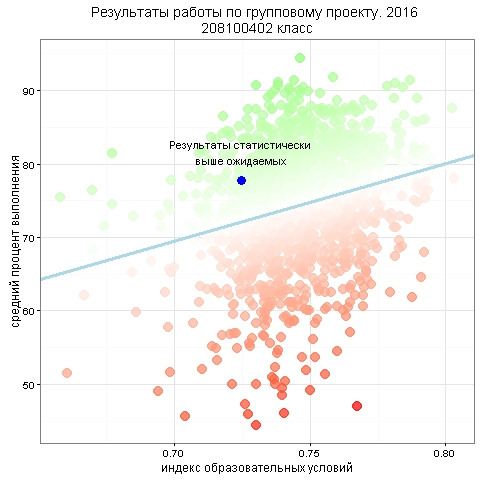 Результаты работы по групповому проекту. 2016
208100402 класс
Результаты статистически
выше ожидаемых
средний процент выполнения
90
80
70
60
50
0.70
0.75
0.80
индекс образовательных условий